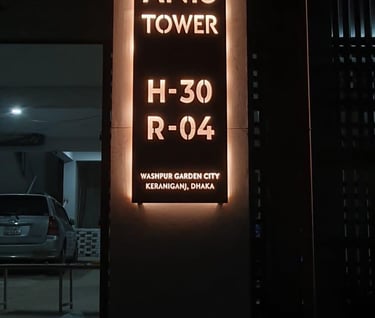 TOWER
H-30
R-04
WASHPUR GARDEN CITY
KERANIGANJ, DHAKA